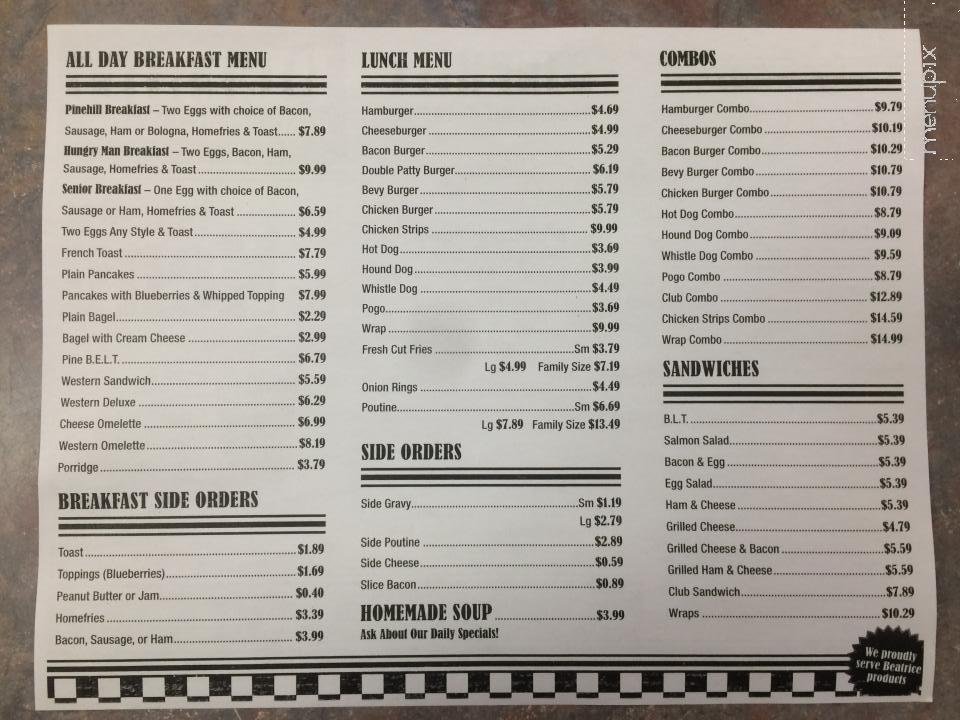 ALL DAY BREAKFAST MENU
Pinehill Breakfast – Two Eggs with choice of Bacon,
Sausage, Ham or Bologna, Homefries & Toast...... $7.89
Hungry Man Breakfast – Two Eggs, Bacon, Ham,
Sausage, Homefries & Toast $9.99
Senior Breakfast – One Egg with choice of Bacon,
Sausage or Ham, Homefries & Toast $6.59
Two Eggs Any Style & Toast $4.99
French Toast $7.79
Plain Pancakes $5.99
Pancakes with Blueberries & Whipped Topping $7.99
Plain Bagel $2.29
Bagel with Cream Cheese $2.99
Pine B.E.L.T. $6.79
Western Sandwich $5.59
Western Deluxe $6.29
Cheese Omelette $6.99
Western Omelette $8.19
Porridge $3.79
BREAKFAST SIDE ORDERS
Toast $1.89
Toppings (Blueberries) $1.69
Peanut Butter or Jam $0.40
Homefries $3.39
Bacon, Sausage, or Ham $3.99
LUNCH MENU
Hamburger $4.69
Cheeseburger $4.99
Bacon Burger $5.29
Double Patty Burger $6.19
Bevy Burger $5.79
Chicken Burger $5.79
Chicken Strips $9.99
Hot Dog $3.69
Hound Dog $3.99
Whistle Dog $4.49
Pogo $3.69
Wrap $9.99
Fresh Cut Fries Sm $3.79
Lg $4.99 Family Size $7.19
Onion Rings $4.49
Poutine Sm $6.69
Lg $7.89 Family Size $13.49
SIDE ORDERS
Side Gravy Sm $1.19
Lg $2.79
Side Poutine $2.89
Side Cheese $0.59
Slice Bacon $0.89
HOMEMADE SOUP $3.99
Ask About Our Daily Specials!
COMBOS
Hamburger Combo $9.79
Cheeseburger Combo $10.19
Bacon Burger Combo $10.29
Bevy Burger Combo $10.79
Chicken Burger Combo $10.79
Hot Dog Combo $8.79
Hound Dog Combo $9.09
Whistle Dog Combo $9.59
Pogo Combo $8.79
Club Combo $12.89
Chicken Strips Combo $14.59
Wrap Combo $14.99
SANDWICHES
B.L.T. $5.39
Salmon Salad $5.39
Bacon & Egg $5.39
Egg Salad $5.39
Ham & Cheese $5.39
Grilled Cheese $4.79
Grilled Cheese & Bacon $5.59
Grilled Ham & Cheese $5.59
Club Sandwich $7.89
Wraps $10.29
We proudly
serve Beatrice
products
menupix